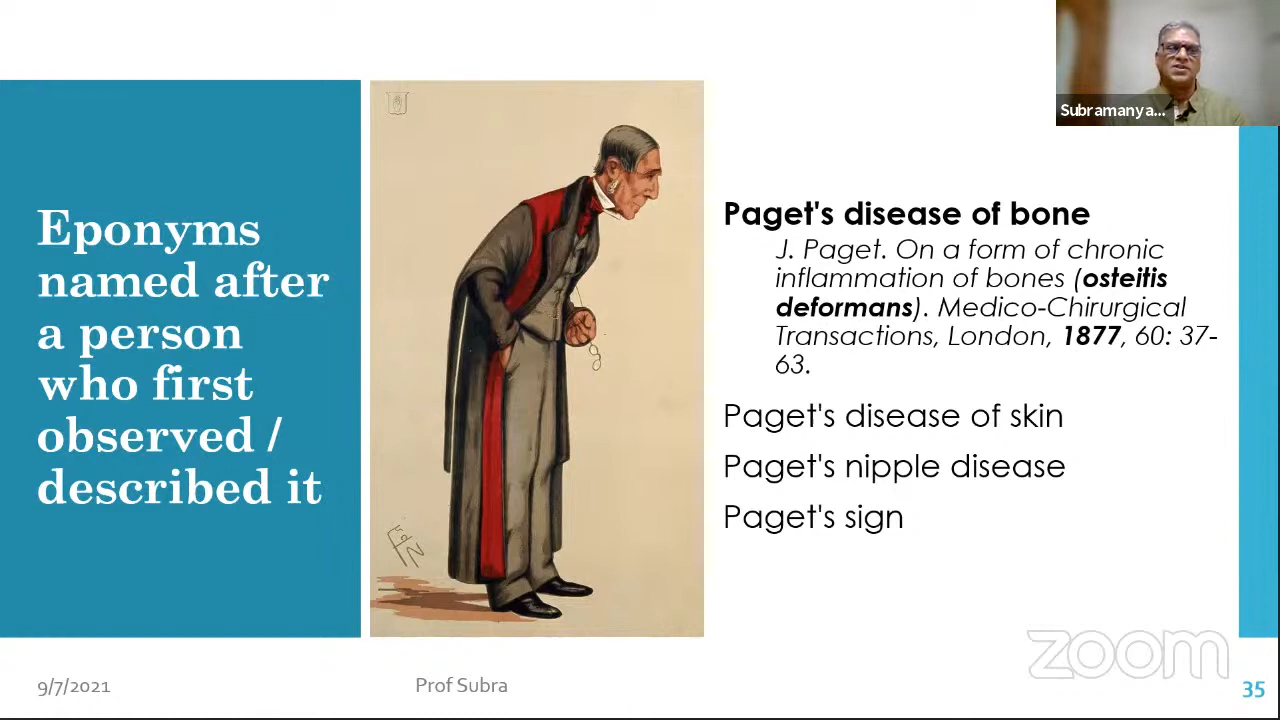 Subramanya...
Eponyms
named after
a person
who first
observed /
described it
Paget's disease of bone
J. Paget. On a form of chronic
inflammation of bones (osteitis
deformans). Medico-Chirurgical
Transactions, London, 1877, 60: 37-
63.
Paget's disease of skin
Paget's nipple disease
Paget's sign
zoom
9/7/2021
Prof Subra
35